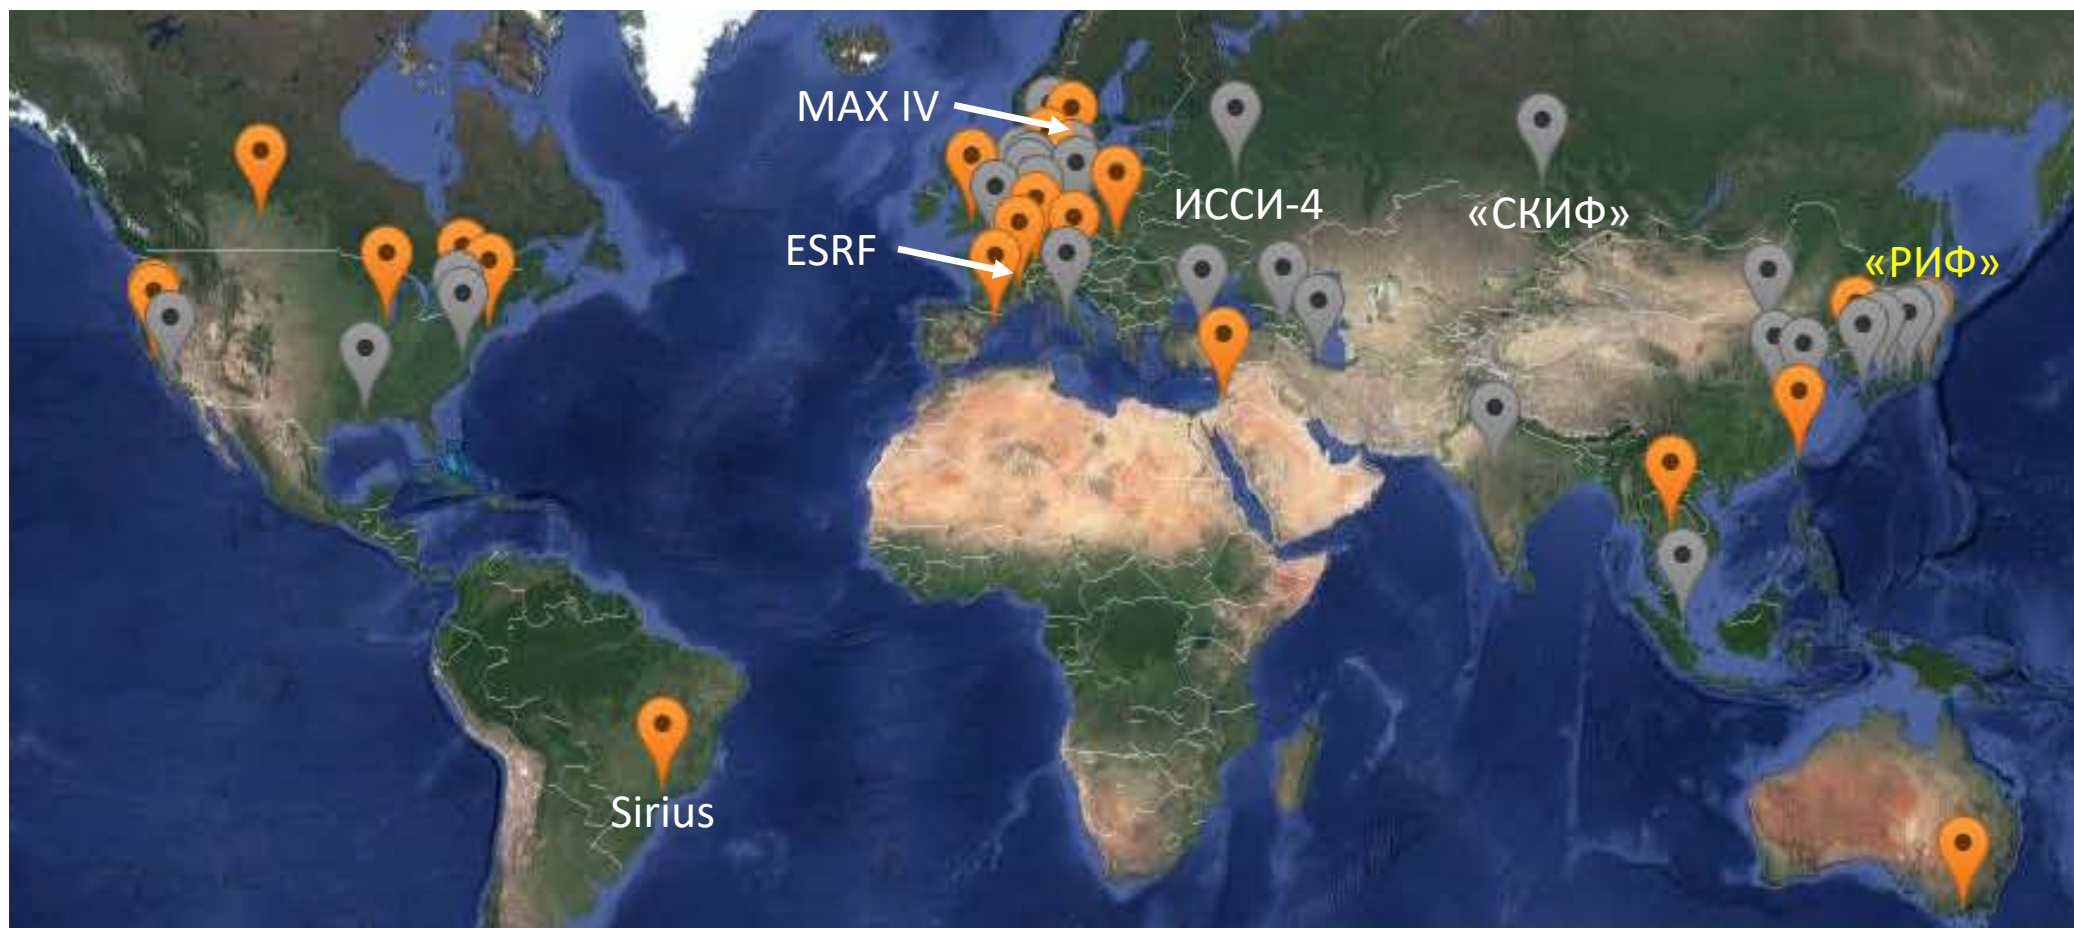 MAX IV
ИССИ-4
«СКИФ»
ESRF
«РИФ»
Sirius